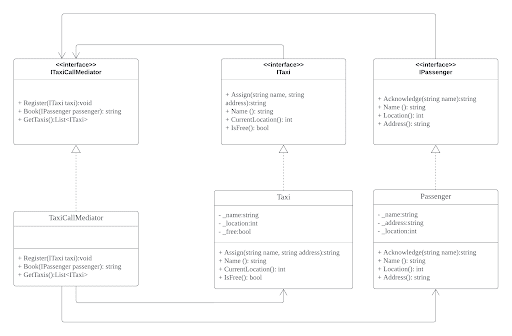 <<interface>>
ITaxiCallMediator
+ Register(ITaxi taxi):void
+ Book(IPassenger passenger): string
+ GetTaxis():List<ITaxi>
<<interface>>
ITaxi
+ Assign(string name, string
address):string
+ Name (): string
+ CurrentLocation(): int
+ IsFree(): bool
<<interface>>
IPassenger
+ Acknowledge(string name):string
+ Name (): string
+ Location(): int
+ Address(): string
TaxiCallMediator
+ Register(ITaxi taxi):void
+ Book(IPassenger passenger): string
+ GetTaxis():List<ITaxi>
Taxi
- _name:string
- _location:int
- _free:bool
+ Assign(string name, string address):string
+ Name (): string
+ CurrentLocation(): int
+ IsFree(): bool
Passenger
- _name:string
- _address:string
- _location:int
+ Acknowledge(string name):string
+ Name (): string
+ Location(): int
+ Address(): string